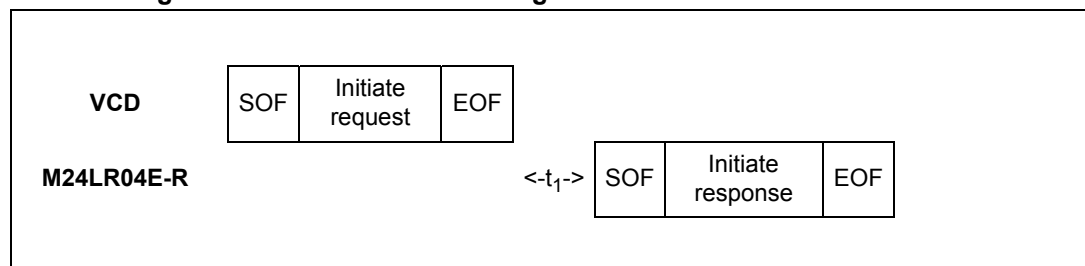 VCD SOF Initiate request EOF
M24LR04E-R <-t₁-> SOF Initiate response EOF